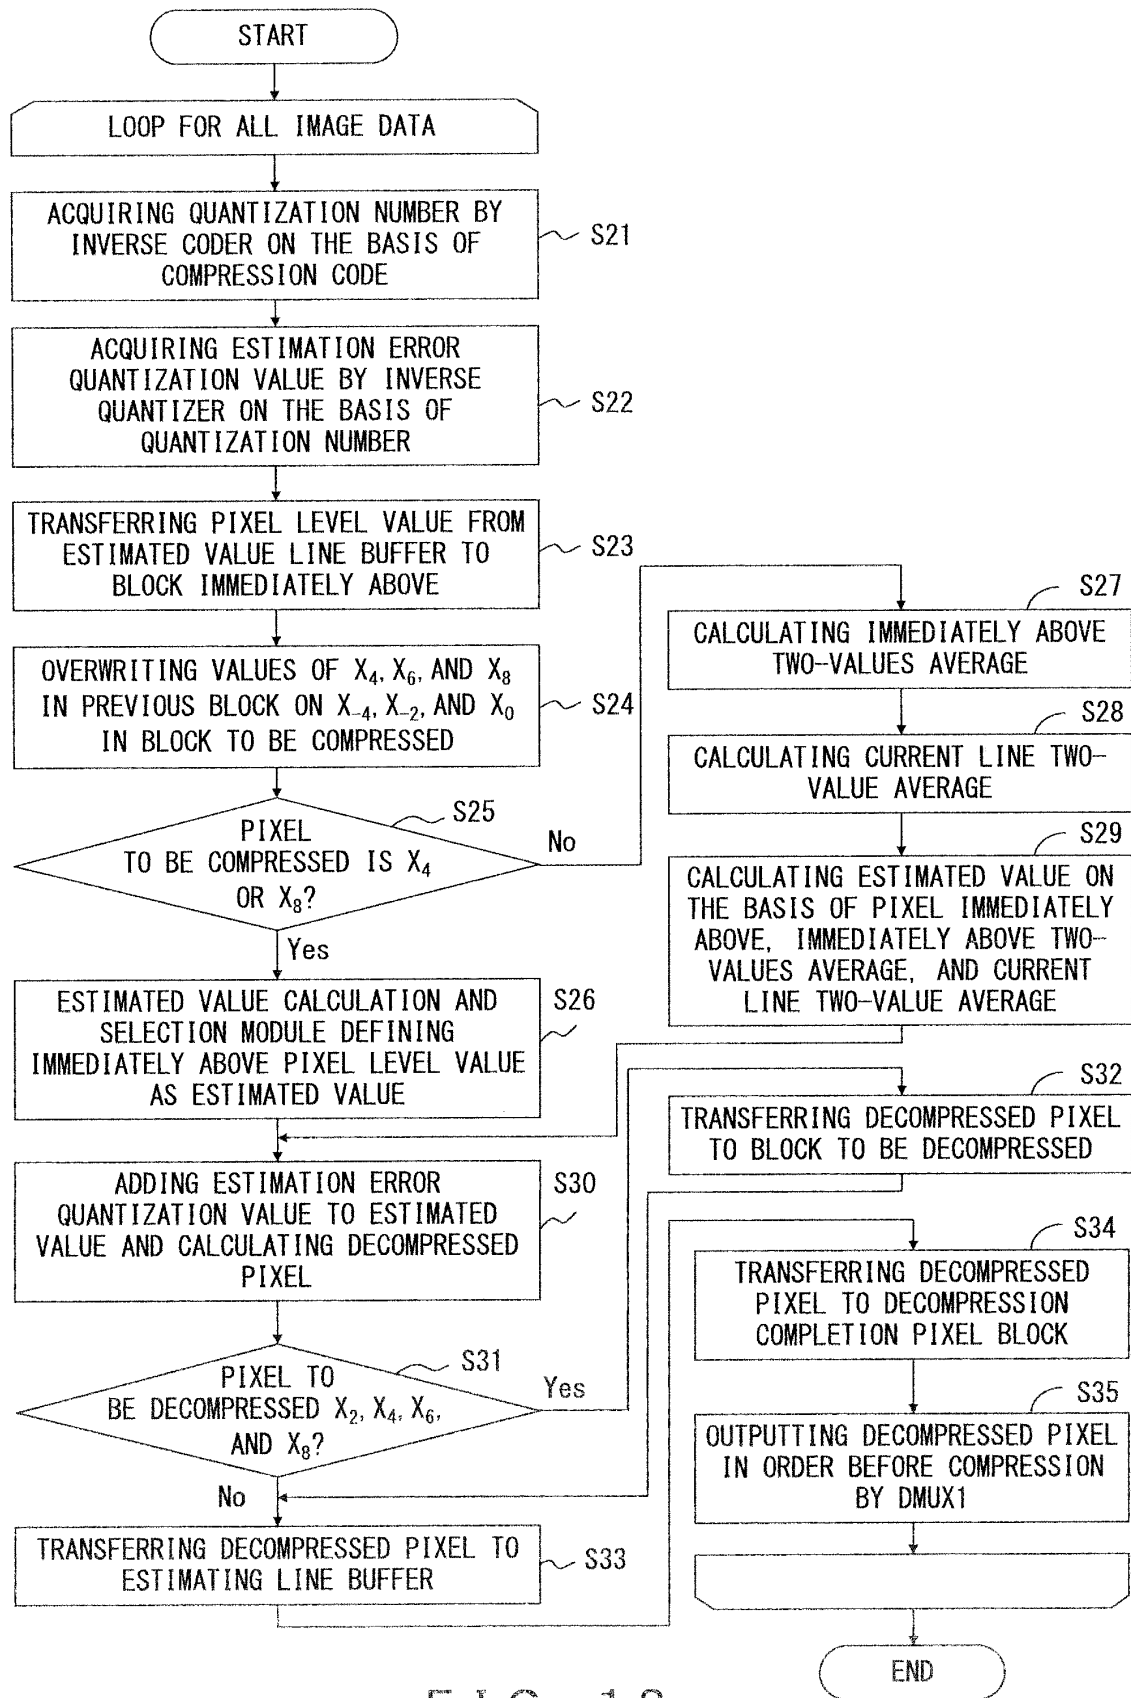 START
LOOP FOR ALL IMAGE DATA
ACQUIRING QUANTIZATION NUMBER BY
INVERSE CODER ON THE BASIS OF
COMPRESSION CODE
S21
ACQUIRING ESTIMATION ERROR
QUANTIZATION VALUE BY INVERSE
QUANTIZER ON THE BASIS OF
QUANTIZATION NUMBER
S22
TRANSFERRING PIXEL LEVEL VALUE FROM
ESTIMATED VALUE LINE BUFFER TO
BLOCK IMMEDIATELY ABOVE
S23
OVERWRITING VALUES OF X₄, X₆, AND X₈
IN PREVIOUS BLOCK ON X₋₄, X₋₂, AND X₀
IN BLOCK TO BE COMPRESSED
S24
PIXEL
TO BE COMPRESSED IS X₄
OR X₈?
S25
No
Yes
ESTIMATED VALUE CALCULATION AND
SELECTION MODULE DEFINING
IMMEDIATELY ABOVE PIXEL LEVEL VALUE
AS ESTIMATED VALUE
S26
S27
CALCULATING IMMEDIATELY ABOVE
TWO-VALUES AVERAGE
S28
CALCULATING CURRENT LINE TWO-
VALUE AVERAGE
S29
CALCULATING ESTIMATED VALUE ON
THE BASIS OF PIXEL IMMEDIATELY
ABOVE, IMMEDIATELY ABOVE TWO-
VALUES AVERAGE, AND CURRENT
LINE TWO-VALUE AVERAGE
ADDING ESTIMATION ERROR
QUANTIZATION VALUE TO ESTIMATED
VALUE AND CALCULATING DECOMPRESSED
PIXEL
S30
PIXEL TO
BE DECOMPRESSED X₂, X₄, X₆,
AND X₈?
S31
Yes
No
S32
TRANSFERRING DECOMPRESSED PIXEL
TO BLOCK TO BE DECOMPRESSED
TRANSFERRING DECOMPRESSED PIXEL TO
ESTIMATING LINE BUFFER
S33
S34
TRANSFERRING DECOMPRESSED
PIXEL TO DECOMPRESSION
COMPLETION PIXEL BLOCK
S35
OUTPUTTING DECOMPRESSED PIXEL
IN ORDER BEFORE COMPRESSION
BY DMUX1
END